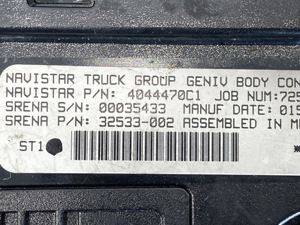 NAVISTAR TRUCK GROUP GENIV BODY CON
NAVISTAR P/N: 4044470C1 JOB NUM:725
SRENA S/N: 00035433 MANUF DATE: 015
SRENA P/N: 32533-002 ASSEMBLED IN ME
ST1